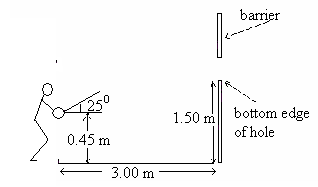 barrier
25⁰
1.50 m
bottom edge
of hole
0.45 m
3.00 m